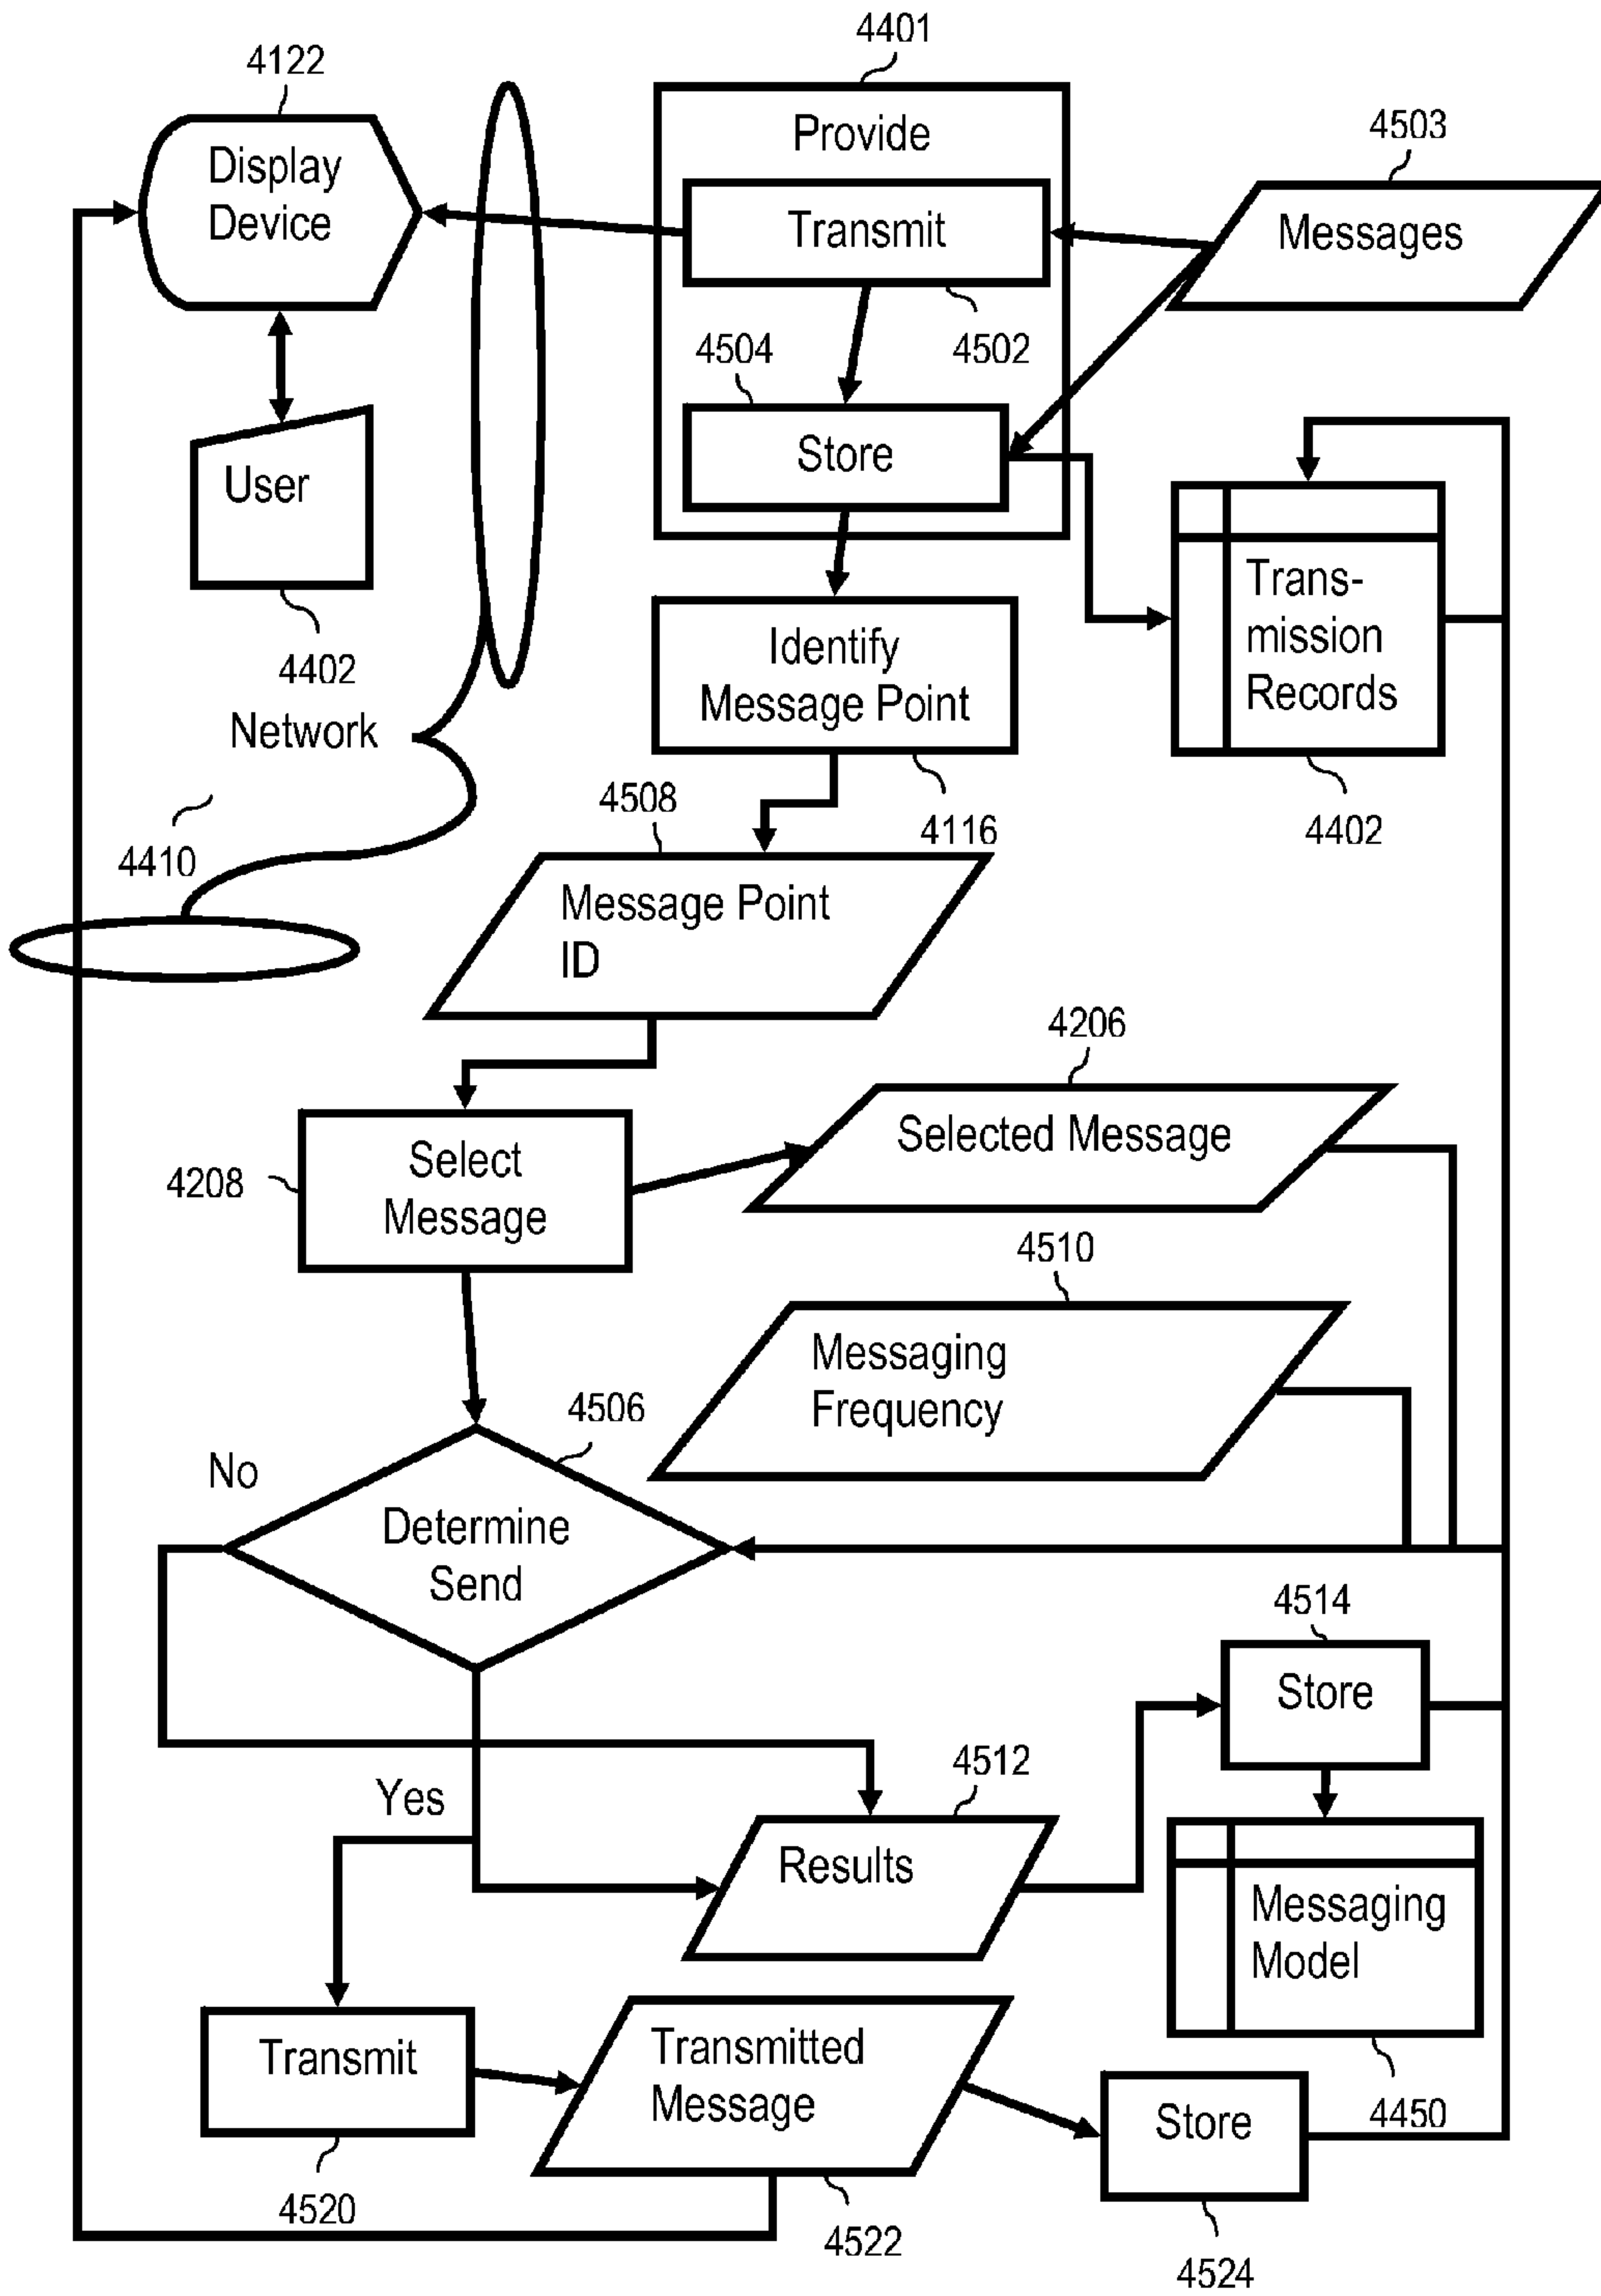 4401
4122
Provide
4503
Display
Device
Transmit
Messages
4504
4502
Store
User
Trans-
mission
Records
4402
Identify
Message Point
Network
4508
4116
4402
4410
Message Point
ID
4206
Selected Message
Select
Message
4208
4510
Messaging
Frequency
4506
No
Determine
Send
4514
Store
4512
Yes
Results
Messaging
Model
Transmit
Transmitted
Message
4450
Store
4520
4522
4524